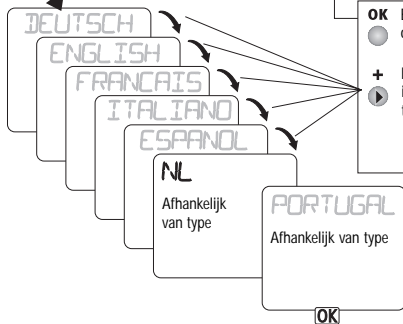 DEUTSCH
ENGLISH
FRANCAIS
ITALIANO
ESPANOL
NL
Afhankelijk
van type
PORTUGAL
Afhankelijk van type
OK
OK
+